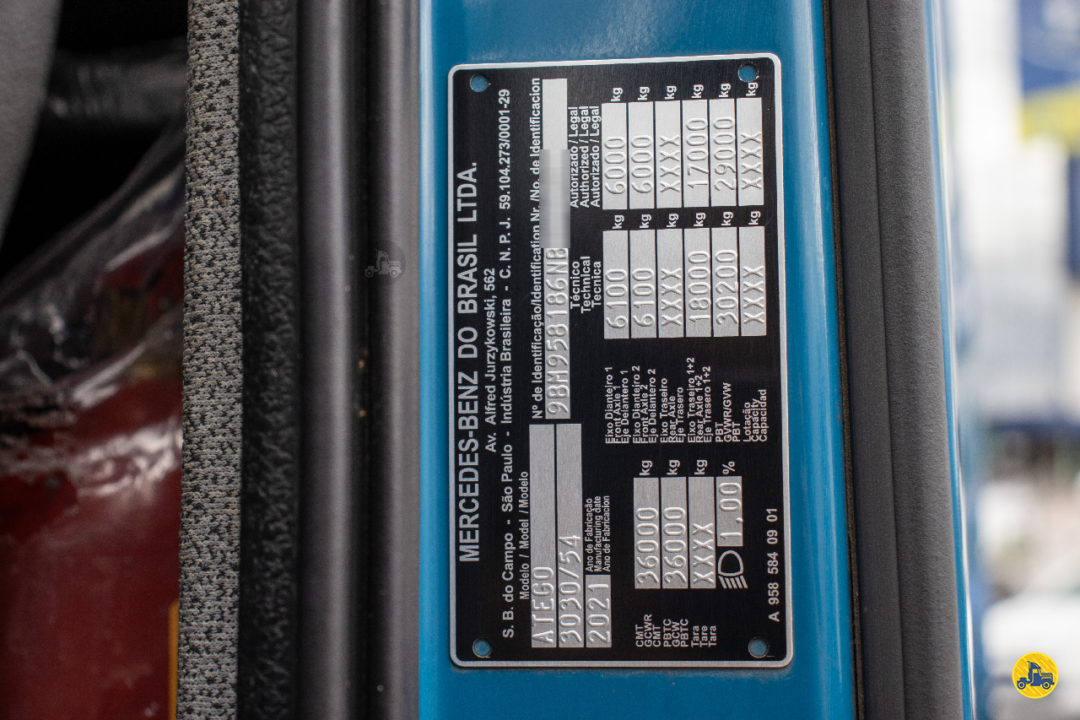 MERCEDES-BENZ DO BRASIL LTDA.
Av. Alfred Jurzykowski, 562
S. B. do Campo - São Paulo - Indústria Brasileira - C. N. P. J. 59.104.273/0001-29
Modelo / Model / Modelo
Nº de Identificação/Identification Nr./No. de Identificacion
ATEGO
9BM958186NB
3030/54
2021
Ano de Fabricação
Manufacturing date
Ano de Fabricacion
Técnico
Technical
Tecnica
Autorizado / Legal
Authorized / Legal
Autorizado / Legal
Eixo Diantejro 1
Front Axle 1
Eje Delantero 1
6100 kg
6000 kg
Eixo Diantejro 2
Front Axle 2
Eje Delantero 2
6100 kg
6000 kg
Eixo Traseiro
Rear Axle
Eje Trasero
XXXX kg
XXXX kg
Eixo Traseiro 1+2
Rear Axle 1+2
Eje Trasero 1+2
18000 kg
17000 kg
PBT
GVWR/GVW
PBT
30200 kg
29000 kg
Lotação
Capacity
Capacidad
XXXX kg
XXXX kg
CMT
GCWR
CMT
36000 kg
PBTC
GCW
PBTC
36000 kg
Tara
Tare
Tara
XXXX kg
1.00 %
A 958 584 09 01